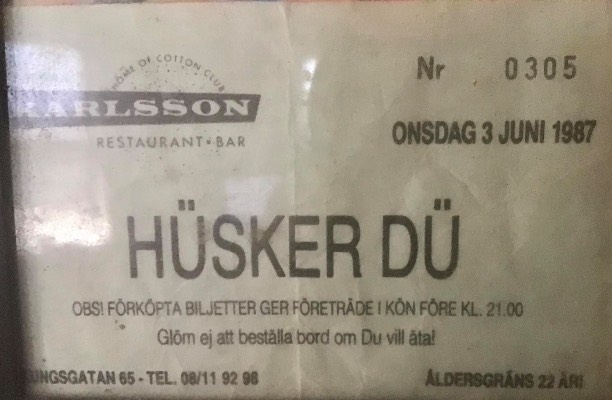 HOME OF COTTON CLUB
KARLSSON
RESTAURANT • BAR
Nr 0305
ONSDAG 3 JUNI 1987
HÜSKER DÜ
OBS! FÖRKÖPTA BILJETTER GER FÖRETRÄDE I KÖN FÖRE KL. 21.00
Glöm ej att beställa bord om Du vill äta!
UNGSGATAN 65 - TEL. 08/11 92 98
ÅLDERSGRÄNS 22 ÅR!